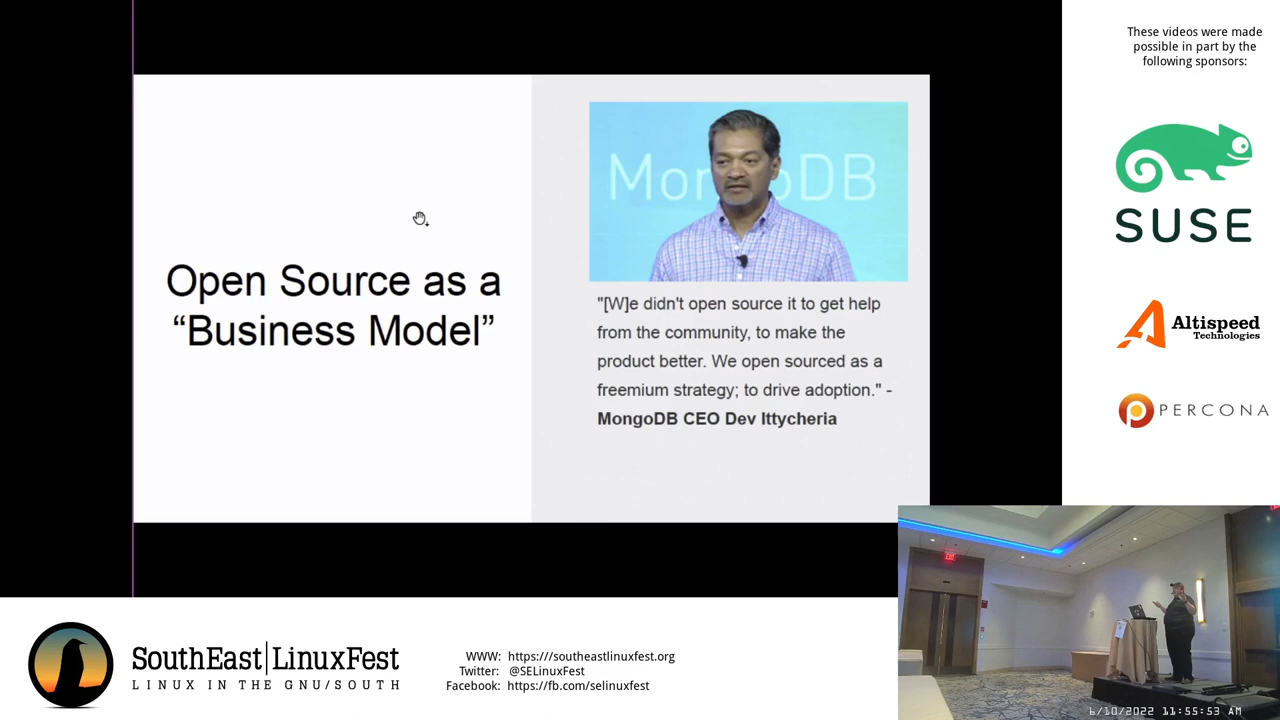 These videos were made
possible in part by the
following sponsors:
MongoDB
Open Source as a
“Business Model”
"[W]e didn't open source it to get help
from the community, to make the
product better. We open sourced as a
freemium strategy; to drive adoption." -
MongoDB CEO Dev Ittycheria
SUSE
Altispeed
Technologies
PERCONA
SouthEast|LinuxFest
LINUX IN THE GNU/SOUTH
WWW: https:///southeastlinuxfest.org
Twitter: @SELinuxFest
Facebook: https://fb.com/selinuxfest
EXIT
6/10/2022 11:55:53 AM